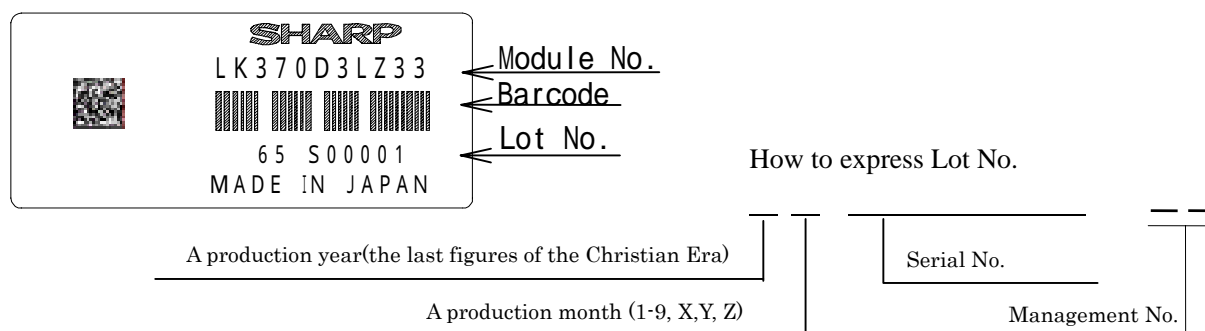 SHARP
LK370D3LZ33
Module No.
Barcode
65 S00001
Lot No.
MADE IN JAPAN
How to express Lot No.
A production year(the last figures of the Christian Era)
Serial No.
A production month (1-9, X,Y, Z)
Management No.